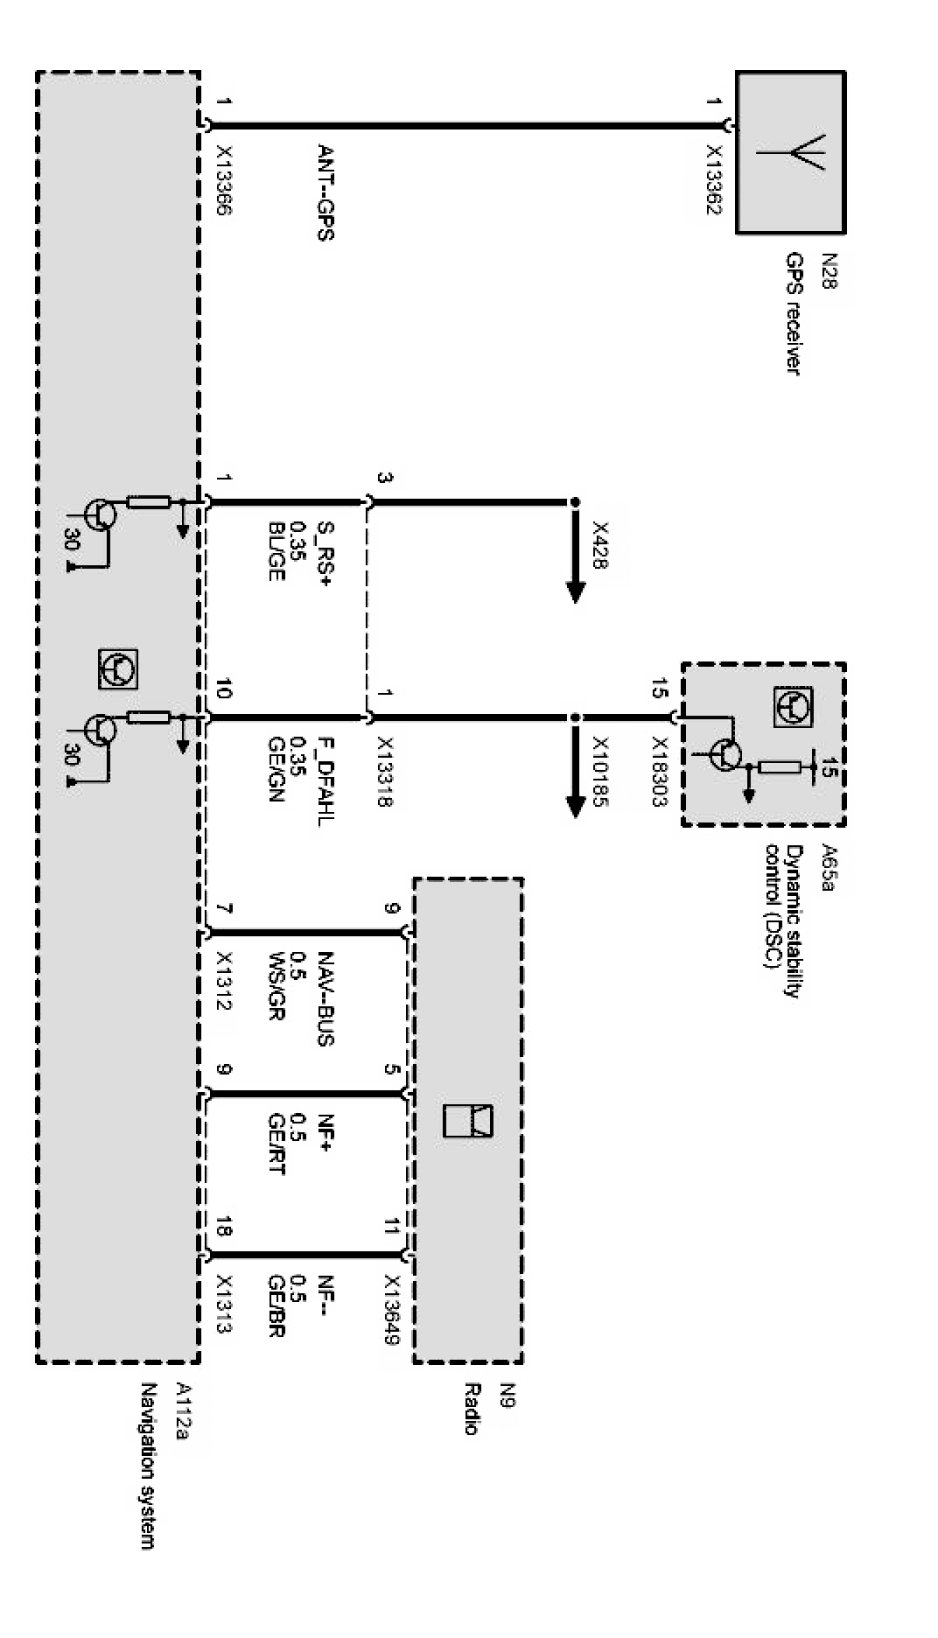 N28
GPS receiver
1
X13362
ANT--GPS
1
X13366
X428
3
S_RS+
0.35
BL/GE
1
30
A65a
Dynamic stability
control (DSC)
15
15
X18303
X10185
1
X13318
F_DFAHL
0.35
GE/GN
10
30
N9
Radio
9
NAV--BUS
0.5
WS/GR
7
X1312
5
NF+
0.5
GE/RT
9
11
X13649
NF--
0.5
GE/BR
18
X1313
A112a
Navigation system